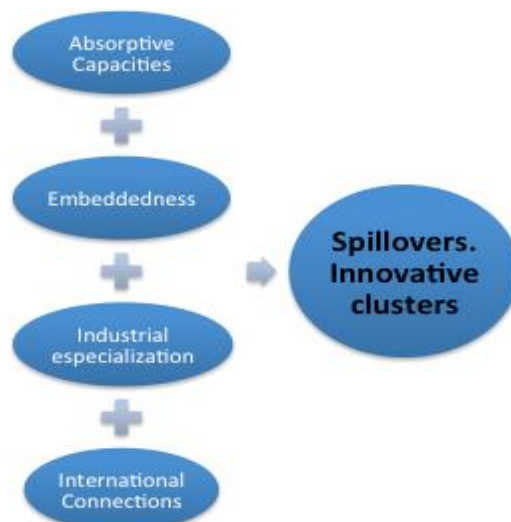 Absorptive
Capacities
Embeddedness
Industrial
especialization
International
Connections
Spillovers.
Innovative
clusters